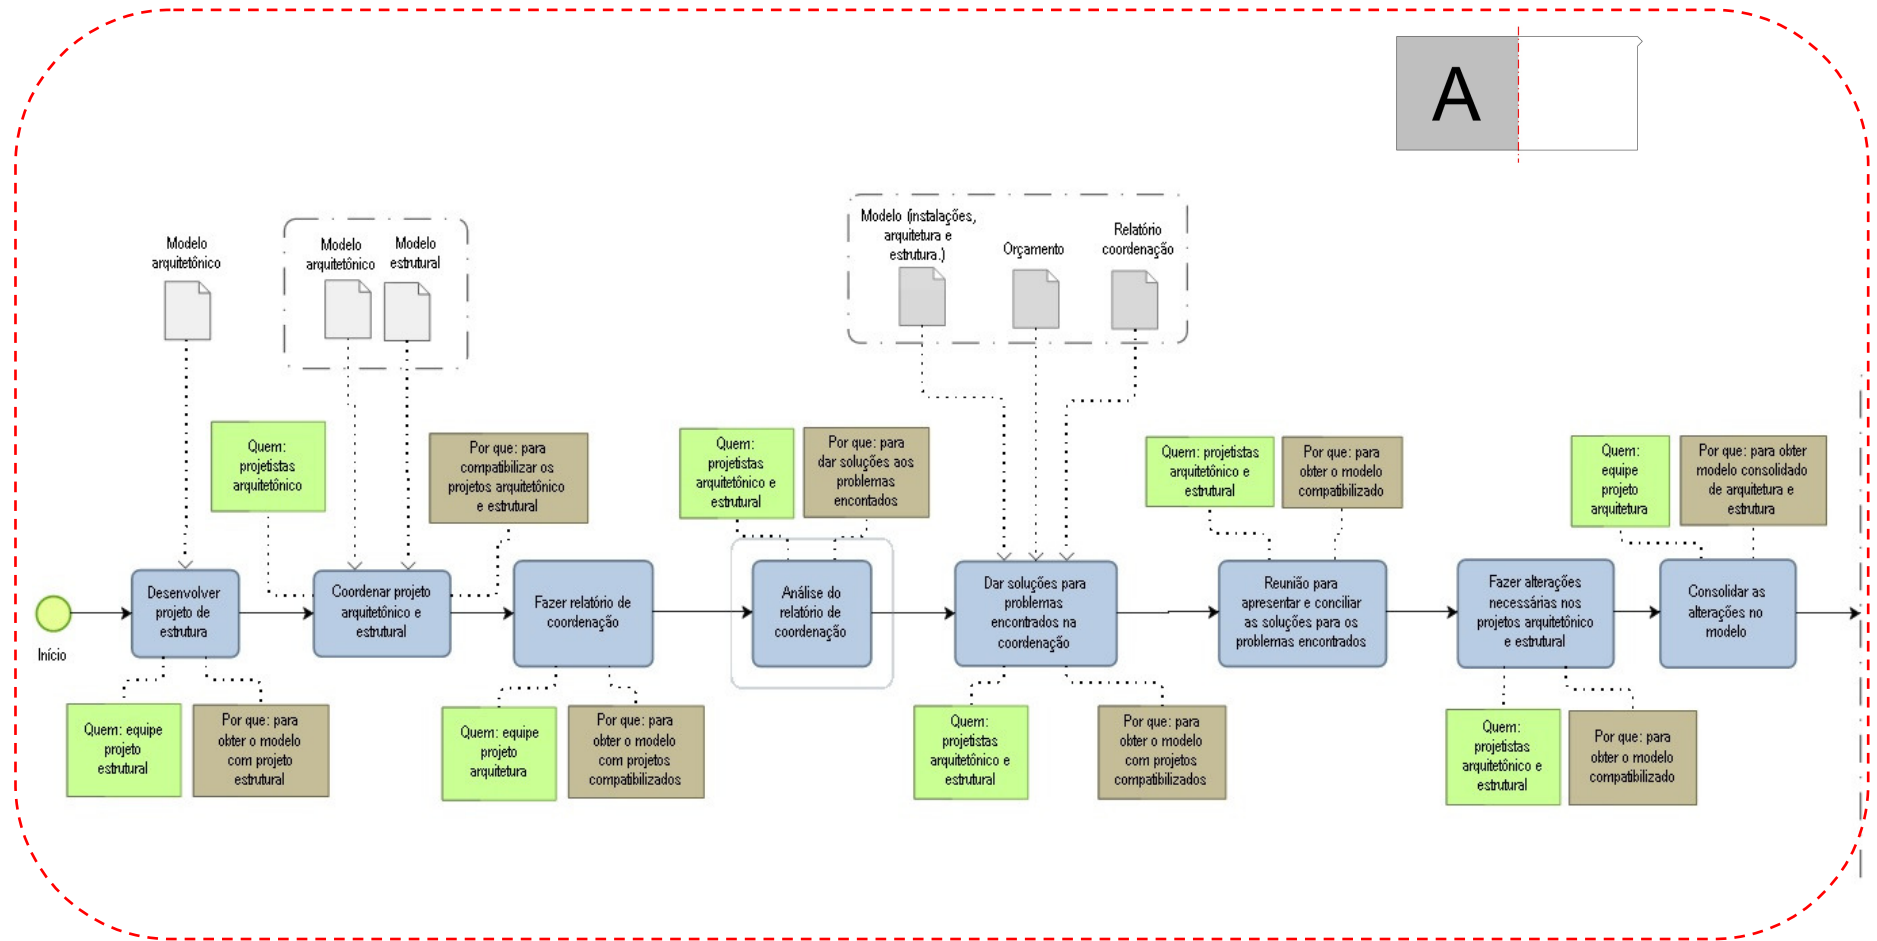 A
Modelo
arquitetônico
Modelo
arquitetônico
Modelo
estrutural
Modelo (instalações,
arquitetura e
estrutura.)
Orçamento
Relatório
coordenação
Quem:
projetistas
arquitetônico
Por que: para
compatibilizar os
projetos arquitetônico
e estrutural
Quem:
projetistas
arquitetônico e
estrutural
Por que: para
dar soluções aos
problemas
encontados
Quem: projetistas
arquitetônico e
estrutural
Por que: para
obter o modelo
compatibilizado
Quem:
equipe
projeto
arquitetura
Por que: para obter
modelo consolidado
de arquitetura e
estrutura
Início
Desenvolver
projeto de
estrutura
Coordenar projeto
arquitetônico e
estrutural
Fazer relatório de
coordenação
Análise do
relatório de
coordenação
Dar soluções para
problemas
encontrados na
coordenação
Reunião para
apresentar e conciliar
as soluções para os
problemas encontrados
Fazer alterações
necessárias nos
projetos arquitetônico
e estrutural
Consolidar as
alterações no
modelo
Quem: equipe
projeto
estrutural
Por que: para
obter o modelo
com projeto
estrutural
Quem: equipe
projeto
arquitetura
Por que: para
obter o modelo
com projetos
compatibilizados
Quem:
projetistas
arquitetônico e
estrutural
Por que: para
obter o modelo
com projetos
compatibilizados
Quem:
projetistas
arquitetônico e
estrutural
Por que: para
obter o modelo
compatibilizado